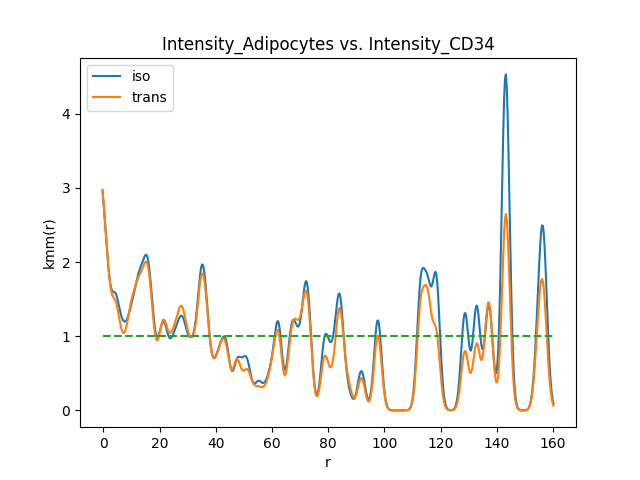 Intensity_Adipocytes vs. Intensity_CD34
iso
trans
kmm(r)
4
3
2
1
0
0 20 40 60 80 100 120 140 160
r